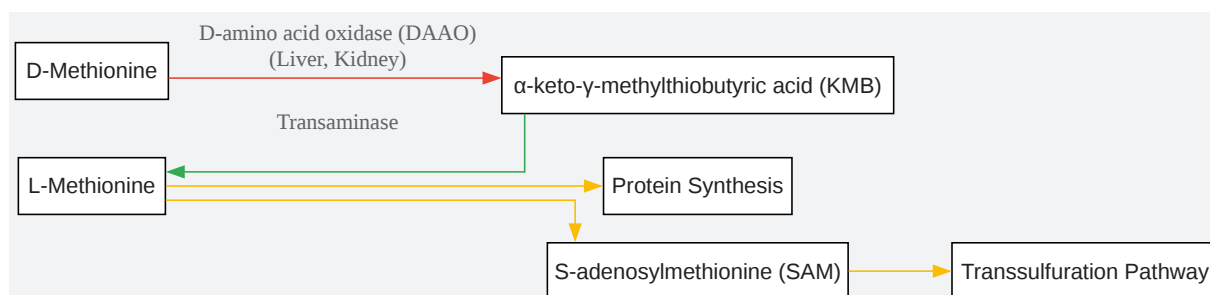 D-amino acid oxidase (DAAO)
(Liver, Kidney)
D-Methionine
α-keto-γ-methylthiobutyric acid (KMB)
Transaminase
L-Methionine
Protein Synthesis
S-adenosylmethionine (SAM)
Transsulfuration Pathway